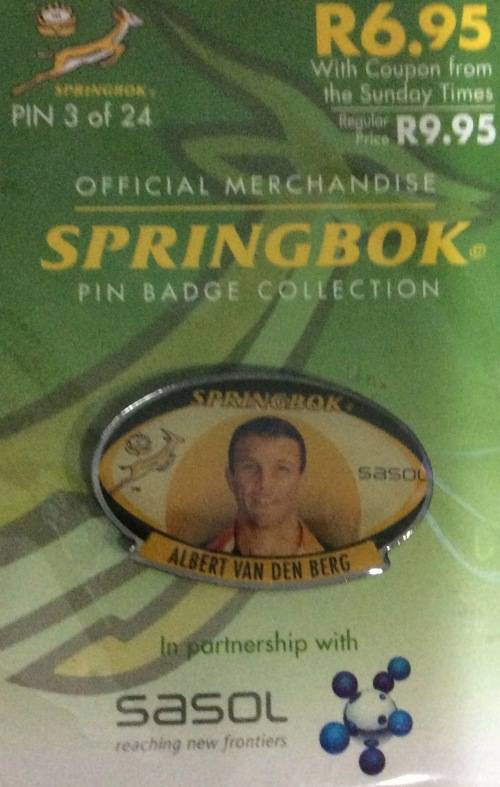 SPRINGBOK
PIN 3 of 24
R6.95
With Coupon from
the Sunday Times
Regular Price R9.95
OFFICIAL MERCHANDISE
SPRINGBOK®
PIN BADGE COLLECTION
SPRINGBOK
sasol
ALBERT VAN DEN BERG
In partnership with
sasol
reaching new frontiers